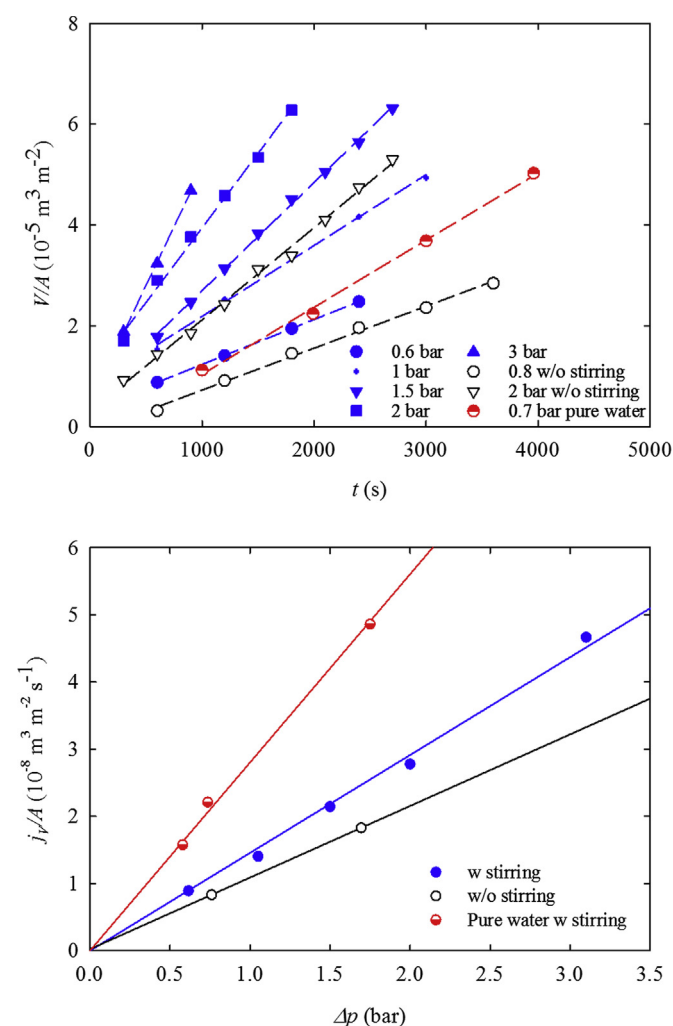 8
6
4
2
0
V/A (10⁻⁵ m³ m⁻²)
0.6 bar
3 bar
1 bar
0.8 w/o stirring
1.5 bar
2 bar w/o stirring
2 bar
0.7 bar pure water
0 1000 2000 3000 4000 5000
t (s)
6
5
4
3
2
1
0
jᵥ/A (10⁻⁸ m³ m⁻² s⁻¹)
w stirring
w/o stirring
Pure water w stirring
0.0 0.5 1.0 1.5 2.0 2.5 3.0 3.5
Δp (bar)